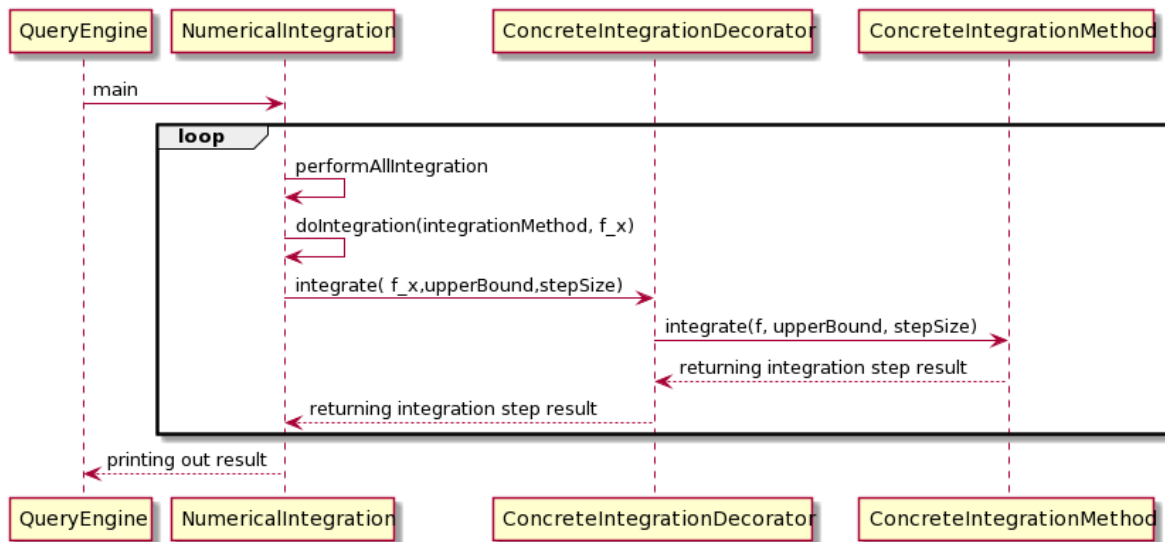 QueryEngine NumericalIntegration ConcreteIntegrationDecorator ConcreteIntegrationMethod
main
loop
performAllIntegration
doIntegration(integrationMethod, f_x)
integrate( f_x,upperBound,stepSize)
integrate(f, upperBound, stepSize)
returning integration step result
returning integration step result
printing out result
QueryEngine NumericalIntegration ConcreteIntegrationDecorator ConcreteIntegrationMethod